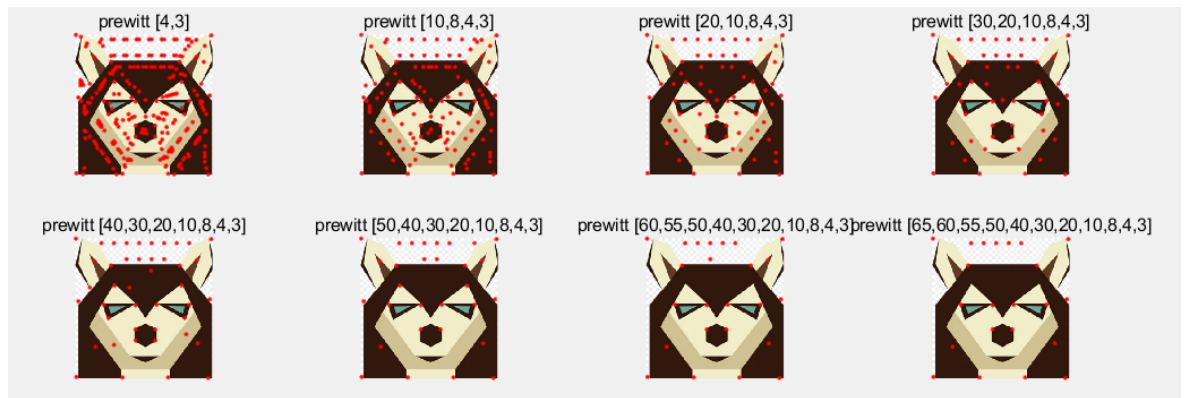 prewitt [4,3]
prewitt [10,8,4,3]
prewitt [20,10,8,4,3]
prewitt [30,20,10,8,4,3]
prewitt [40,30,20,10,8,4,3]
prewitt [50,40,30,20,10,8,4,3]
prewitt [60,55,50,40,30,20,10,8,4,3]
prewitt [65,60,55,50,40,30,20,10,8,4,3]